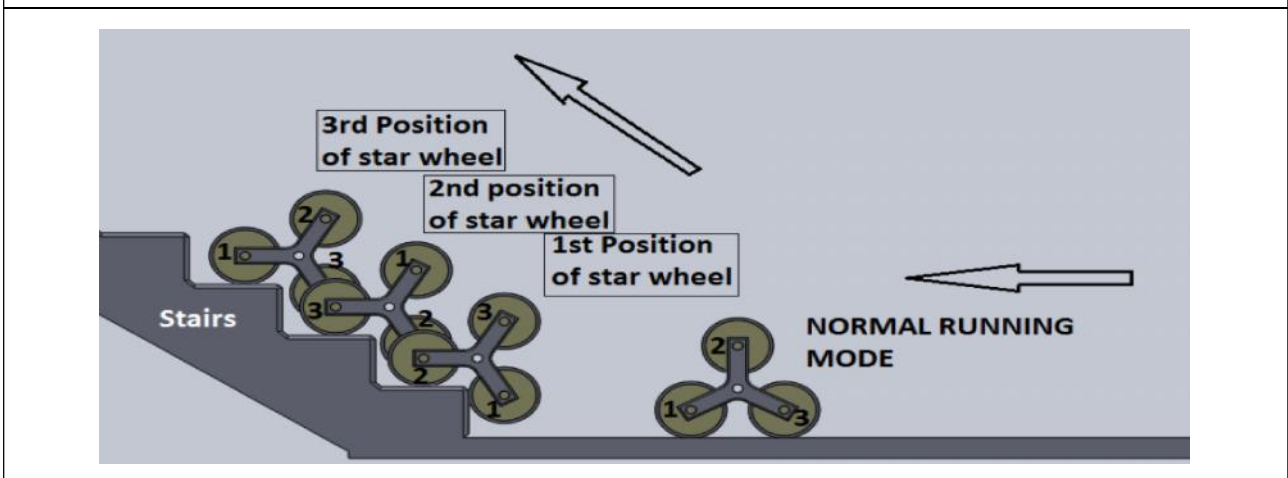 3rd Position
of star wheel
2nd position
of star wheel
1st Position
of star wheel
2
1
3
1
3
2
3
2
1
Stairs
2
1
3
NORMAL RUNNING
MODE